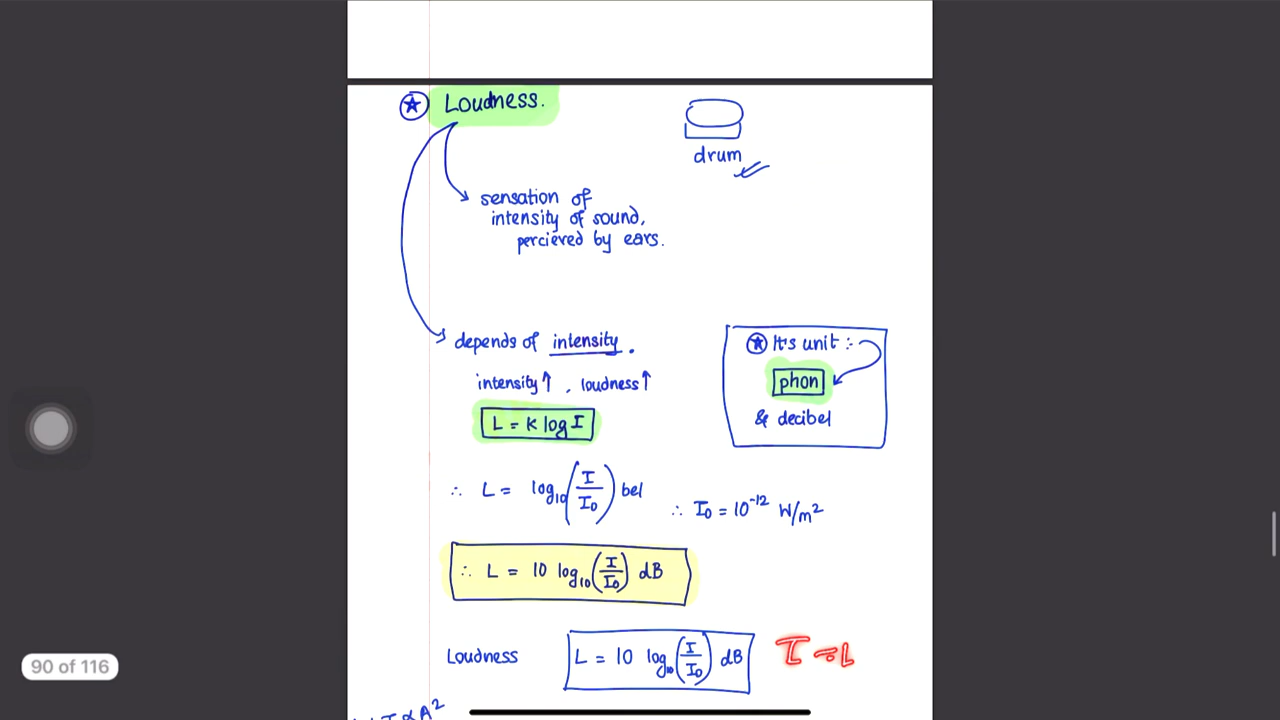 Loudness.
drum
sensation of
intensity of sound,
percieved by ears.
depends of intensity.
intensity↑, loudness↑
L = K log I
It's unit :-
phon
& decibel
∴ L = log₁₀(I/I₀) bel
∴ I₀ = 10⁻¹² W/m²
∴ L = 10 log₁₀(I/I₀) dB
Loudness L = 10 log₁₀(I/I₀) dB
90 of 116
I ∝ A²